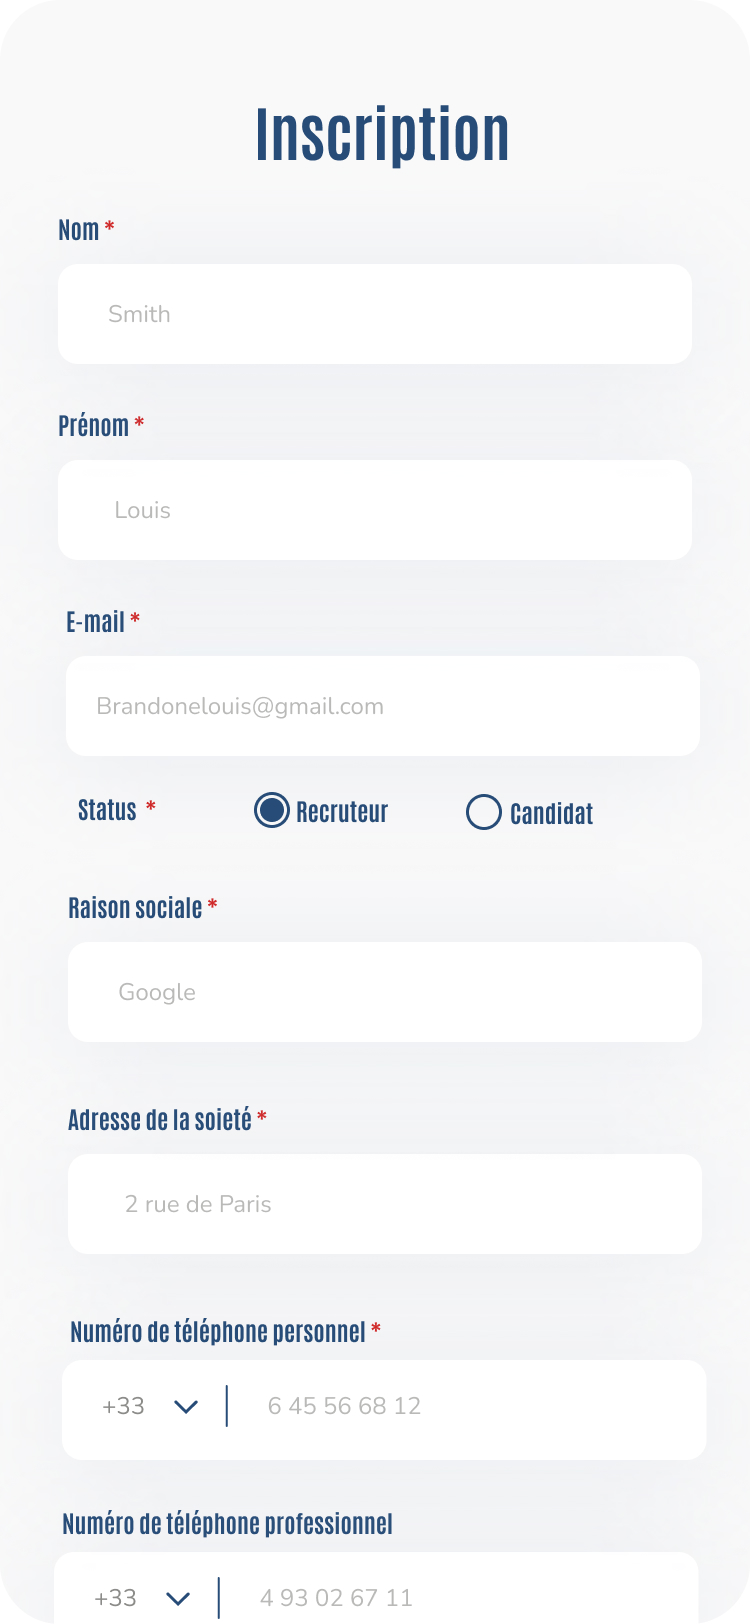 Inscription
Nom *
Smith
Prénom *
Louis
E-mail *
Brandonelouis@gmail.com
Status * Recruteur Candidat
Raison sociale *
Google
Adresse de la soieté *
2 rue de Paris
Numéro de téléphone personnel *
+33 6 45 56 68 12
Numéro de téléphone professionnel
+33 4 93 02 67 11